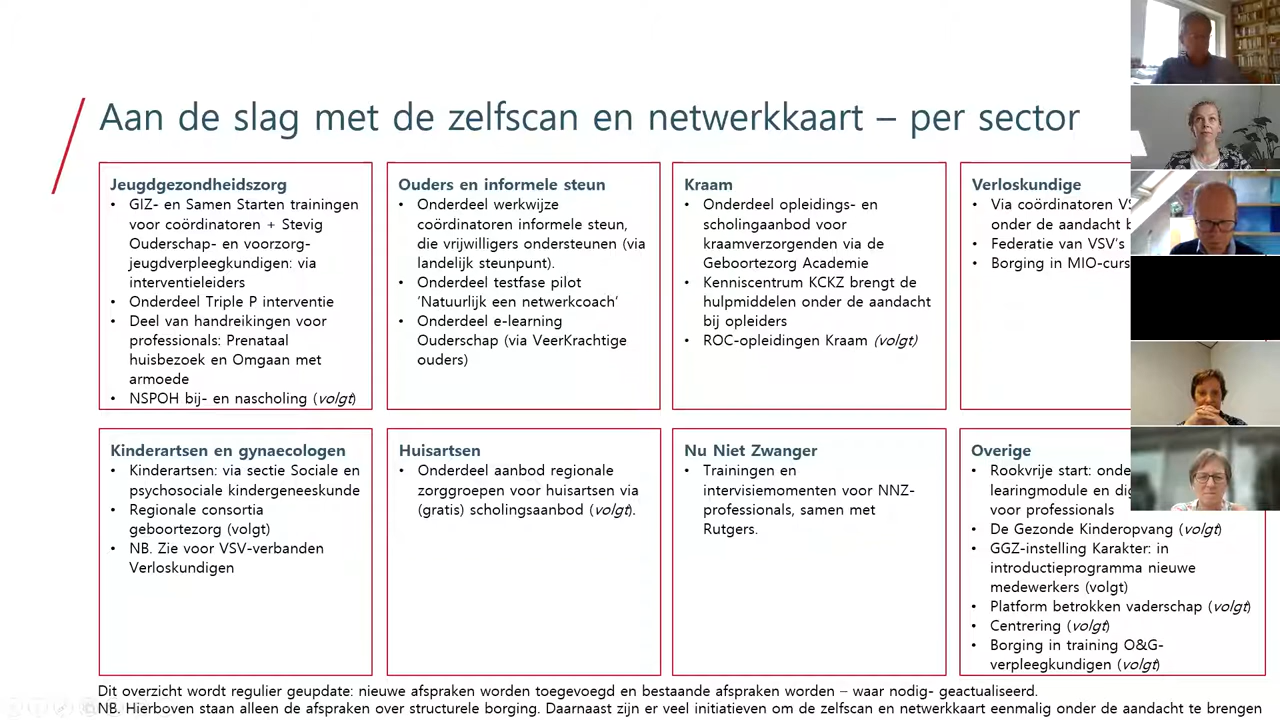 Aan de slag met de zelfscan en netwerkkaart – per sector
Jeugdgezondheidszorg
• GIZ- en Samen Starten trainingen
voor coördinatoren + Stevig
Ouderschap- en voorzorg-
jeugdverpleegkundigen: via
interventieleiders
• Onderdeel Triple P interventie
• Deel van handreikingen voor
professionals: Prenataal
huisbezoek en Omgaan met
armoede
• NSPOH bij- en nascholing (volgt)
Ouders en informele steun
• Onderdeel werkwijze
coördinatoren informele steun,
die vrijwilligers ondersteunen (via
landelijk steunpunt).
• Onderdeel testfase pilot
‘Natuurlijk een netwerkcoach’
• Onderdeel e-learning
Ouderschap (via VeerKrachtige
ouders)
Kraam
• Onderdeel opleidings- en
scholingaanbod voor
kraamverzorgenden via de
Geboortezorg Academie
• Kenniscentrum KCKZ brengt de
hulpmiddelen onder de aandacht
bij opleiders
• ROC-opleidingen Kraam (volgt)
Verloskundige
• Via coördinatoren
onder de aandacht
• Federatie van VSV’s
• Borging in
Kinderartsen en gynaecologen
• Kinderartsen: via sectie Sociale en
psychosociale kindergeneeskunde
• Regionale consortia
geboortezorg (volgt)
• NB. Zie voor VSV-verbanden
Verloskundigen
Huisartsen
• Onderdeel aanbod regionale
zorggroepen voor huisartsen via
(gratis) scholingsaanbod (volgt).
Nu Niet Zwanger
• Trainingen en
intervisiemomenten voor NNZ-
professionals, samen met
Rutgers.
Overige
• Rookvrije start:
learingmodule en
voor professionals
• De Gezonde Kinderopvang (volgt)
• GGZ-instelling Karakter: in
introductieprogramma nieuwe
medewerkers (volgt)
• Platform betrokken vaderschap (volgt)
• Centrering (volgt)
• Borging in training O&G-
verpleegkundigen (volgt)
Dit overzicht wordt regulier geupdate: nieuwe afspraken worden toegevoegd en bestaande afspraken worden – waar nodig- geactualiseerd.
NB. Hierboven staan alleen de afspraken over structurele borging. Daarnaast zijn er veel initiatieven om de zelfscan en netwerkkaart eenmalig onder de aandacht te brengen